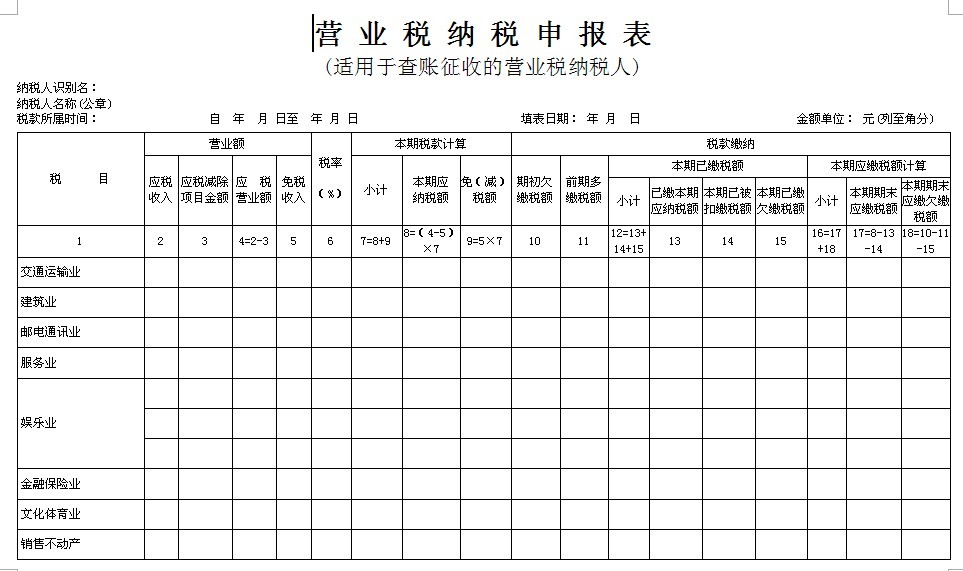 营业税纳税申报表
(适用于查账征收的营业税纳税人)
纳税人识别名：
纳税人名称(公章)
税款所属时间： 自 年 月 日至 年 月 日 填表日期： 年 月 日 金额单位： 元(列至角分)
税 目 营业额 税率 (%) 本期税款计算 税款缴纳
本期已缴税额 本期应缴税额计算
应税收入 应税减除项目金额 应税营业额 免税收入 小计 本期应纳税额 免(减)税额 期初欠缴税额 前期多缴税额 小计 已缴本期应纳税额 本期已被扣缴税额 本期已缴欠缴税额 小计 本期期末应缴税额 本期期末应缴欠缴税额
1 2 3 4=2-3 5 6 7=8+9 8=(4-5)×7 9=5×7 10 11 12=13+14+15 13 14 15 16=17+18 17=8-13-14 18=10-11-15
交通运输业
建筑业
邮电通讯业
服务业
娱乐业
金融保险业
文化体育业
销售不动产